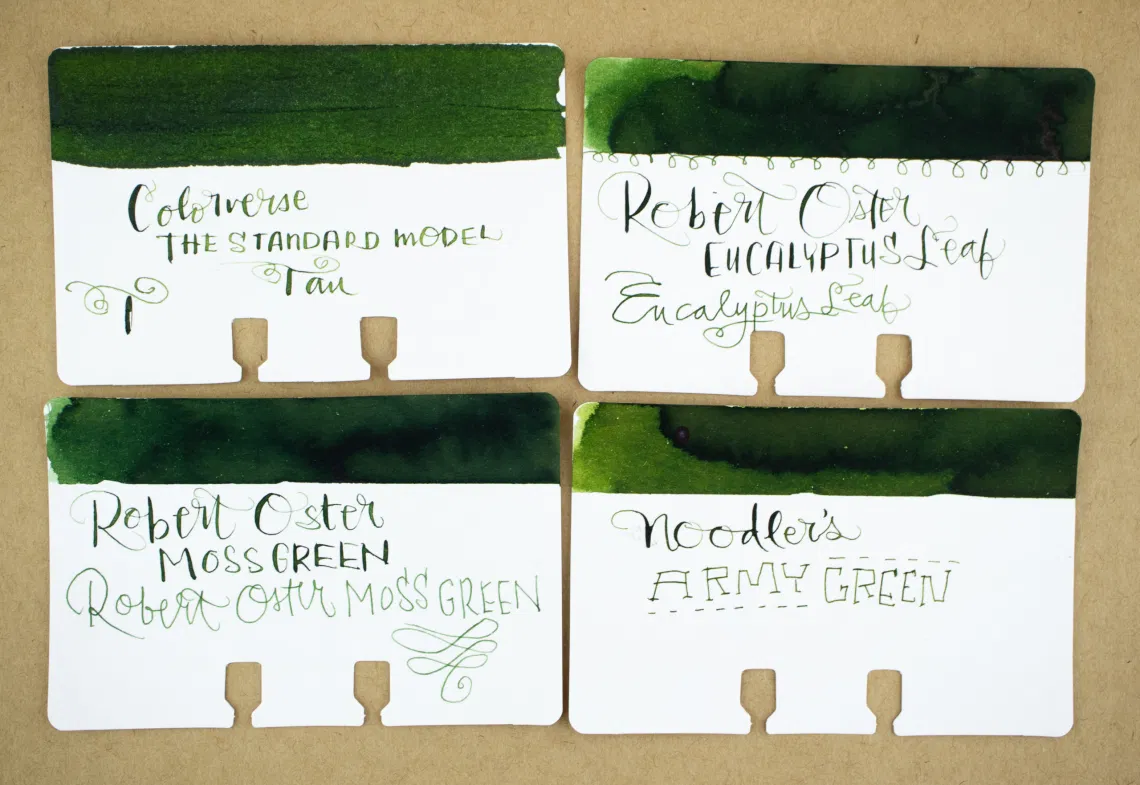 Colorverse
THE STANDARD MODEL
Tau
T
Robert Oster
EUCALYPTUS Leaf
Eucalyptus Leaf
Robert Oster
MOSS GREEN
Robert Oster MOSS GREEN
Noodler's
ARMY GREEN